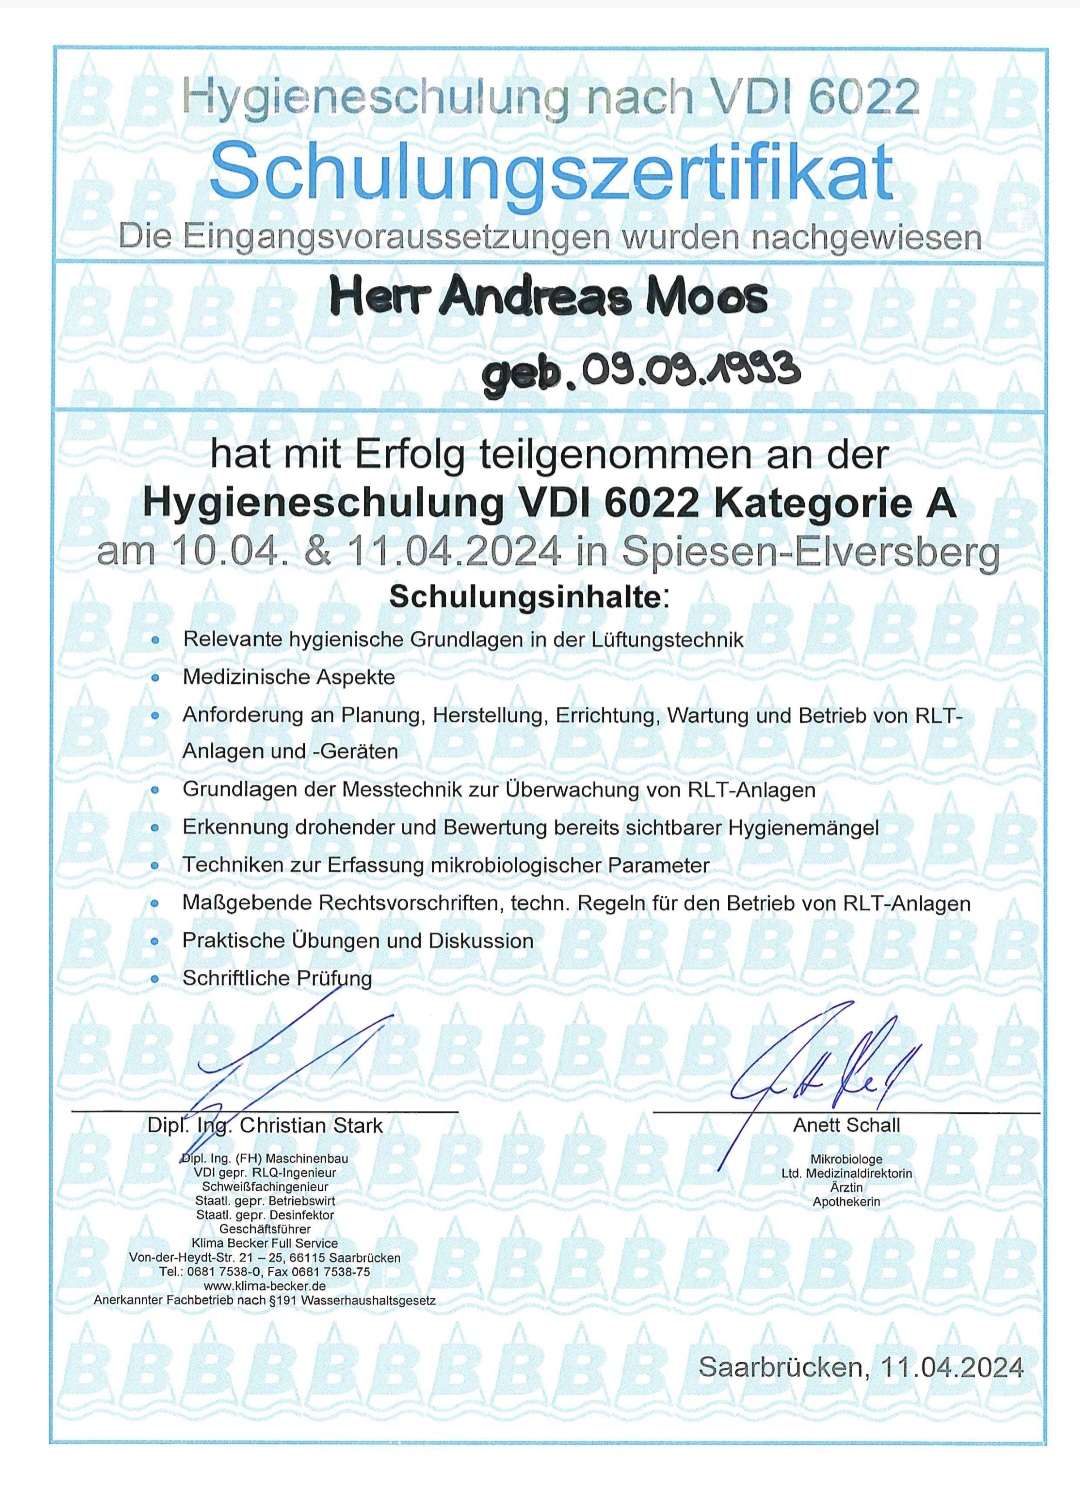 Hygieneschulung nach VDI 6022
Schulungszertifikat
Die Eingangsvoraussetzungen wurden nachgewiesen
Herr Andreas Moos
geb. 09.09.1993
hat mit Erfolg teilgenommen an der
Hygieneschulung VDI 6022 Kategorie A
am 10.04. & 11.04.2024 in Spiesen-Elversberg
Schulungsinhalte:
• Relevante hygienische Grundlagen in der Lüftungstechnik
• Medizinische Aspekte
• Anforderung an Planung, Herstellung, Errichtung, Wartung und Betrieb von RLT-
Anlagen und -Geräten
• Grundlagen der Messtechnik zur Überwachung von RLT-Anlagen
• Erkennung drohender und Bewertung bereits sichtbarer Hygienemängel
• Techniken zur Erfassung mikrobiologischer Parameter
• Maßgebende Rechtsvorschriften, techn. Regeln für den Betrieb von RLT-Anlagen
• Praktische Übungen und Diskussion
• Schriftliche Prüfung
Dipl. Ing. Christian Stark
Dipl. Ing. (FH) Maschinenbau
VDI gepr. RLQ-Ingenieur
Schweißfachingenieur
Staatl. gepr. Betriebswirt
Staatl. gepr. Desinfektor
Geschäftsführer
Klima Becker Full Service
Von-der-Heydt-Str. 21 – 25, 66115 Saarbrücken
Tel.: 0681 7538-0, Fax 0681 7538-75
www.klima-becker.de
Anerkannter Fachbetrieb nach §191 Wasserhaushaltsgesetz
Anett Schall
Mikrobiologe
Ltd. Medizinaldirektorin
Ärztin
Apothekerin
Saarbrücken, 11.04.2024